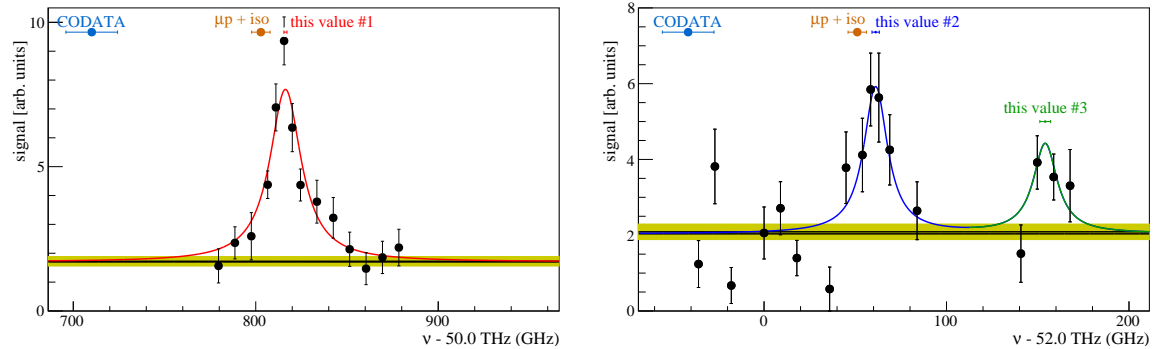 10
5
0
signal [arb. units]
CODATA
μp + iso
this value #1
700
800
900
ν - 50.0 THz (GHz)
8
6
4
2
0
signal [arb. units]
CODATA
μp + iso
this value #2
this value #3
0
100
200
ν - 52.0 THz (GHz)